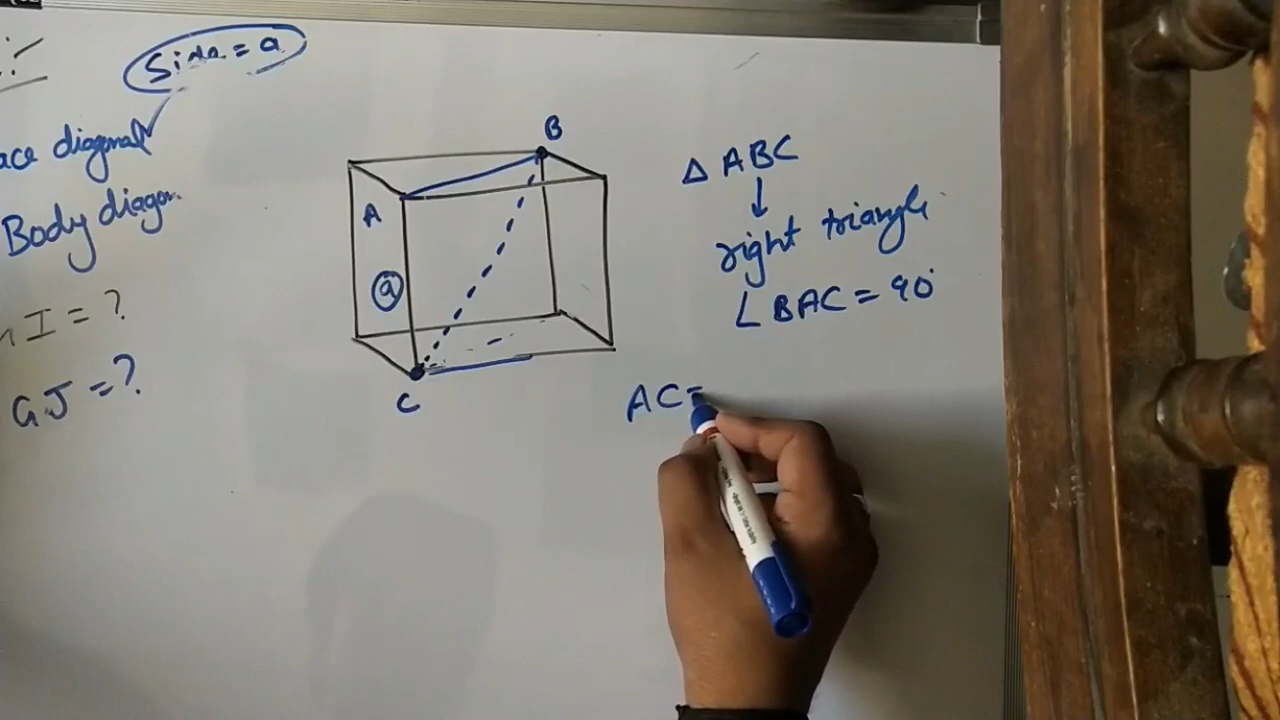 Side = a
ace diagonal
Body diagon
I = ?
GJ = ?
B
A
a
C
Δ ABC
↓
right triangle
∠ BAC = 90°
AC =